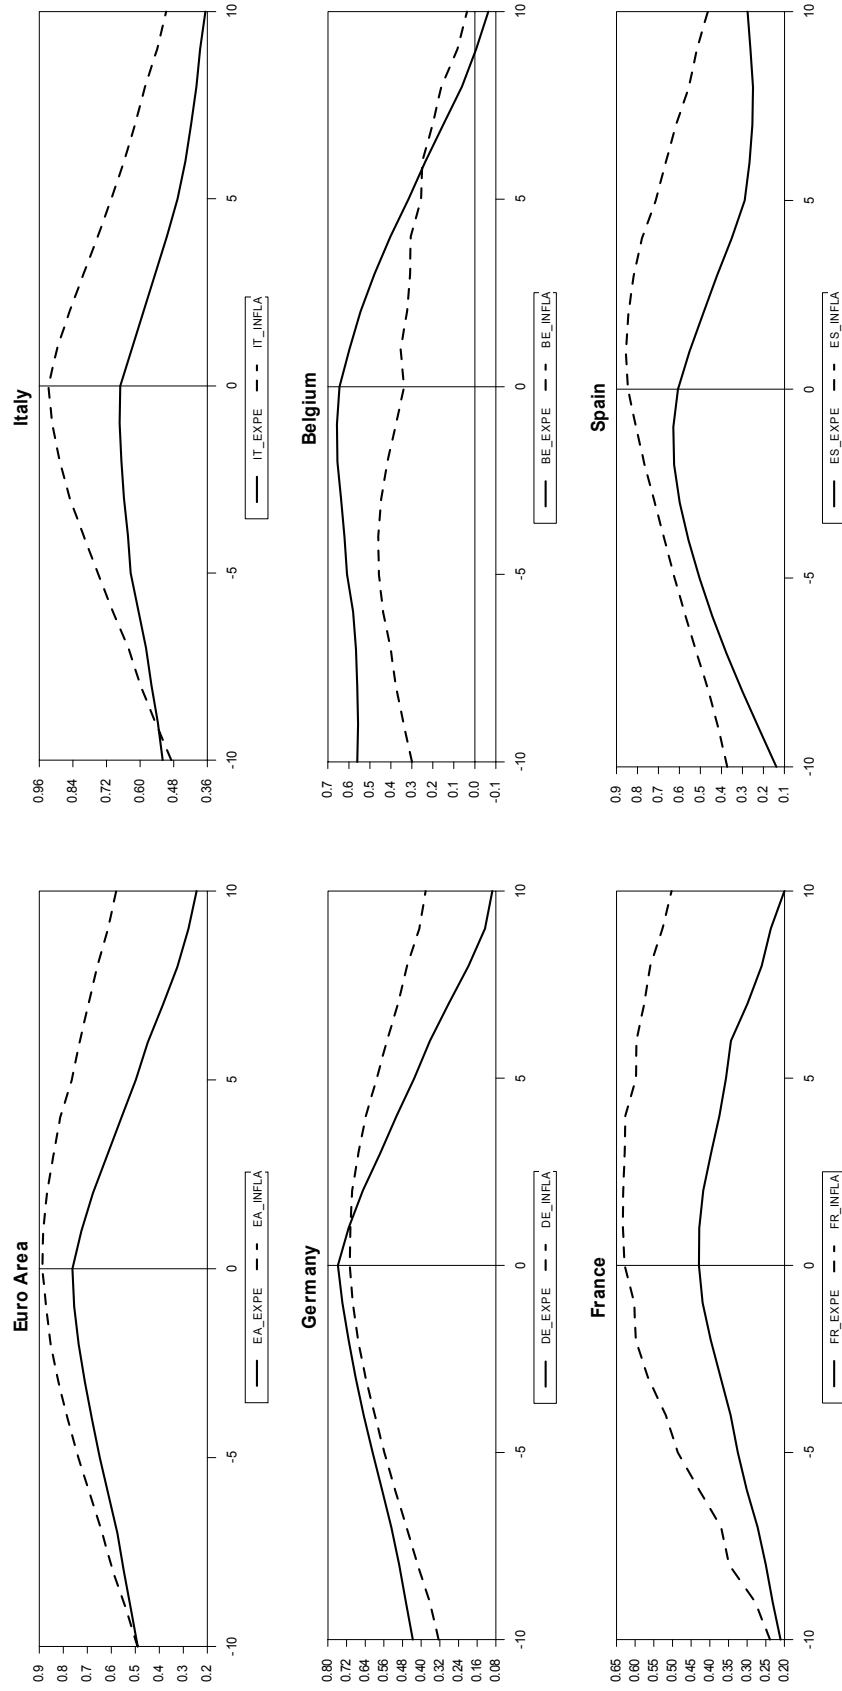 Euro Area
0.9
0.8
0.7
0.6
0.5
0.4
0.3
0.2
-10 -5 0 5 10
EA_EXPE EA_INFLA
Italy
0.96
0.84
0.72
0.60
0.48
0.36
-10 -5 0 5 10
IT_EXPE IT_INFLA
Germany
0.80
0.72
0.64
0.56
0.48
0.40
0.32
0.24
0.16
0.08
-10 -5 0 5 10
DE_EXPE DE_INFLA
Belgium
0.7
0.6
0.5
0.4
0.3
0.2
0.1
0.0
-0.1
-10 -5 0 5 10
BE_EXPE BE_INFLA
France
0.65
0.60
0.55
0.50
0.45
0.40
0.35
0.30
0.25
0.20
-10 -5 0 5 10
FR_EXPE FR_INFLA
Spain
0.9
0.8
0.7
0.6
0.5
0.4
0.3
0.2
0.1
-10 -5 0 5 10
ES_EXPE ES_INFLA